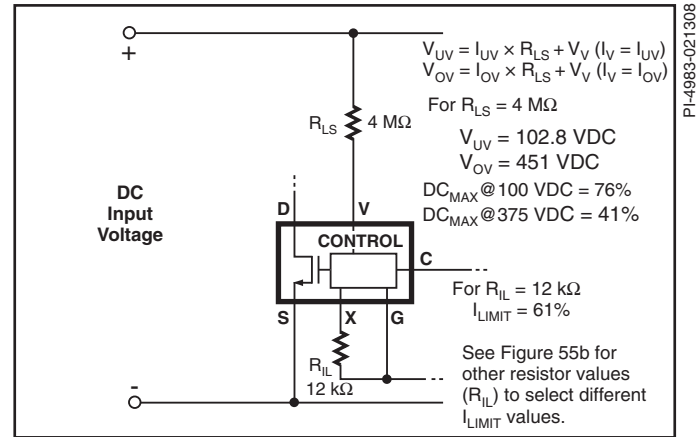 PI-4983-021308
+
V_UV = I_UV × R_LS + V_V (I_V = I_UV)
V_OV = I_OV × R_LS + V_V (I_V = I_OV)
For R_LS = 4 MΩ
V_UV = 102.8 VDC
V_OV = 451 VDC
DC_MAX@100 VDC = 76%
DC_MAX@375 VDC = 41%
R_LS 4 MΩ
DC
Input
Voltage
D V
CONTROL
C
S X G
For R_IL = 12 kΩ
I_LIMIT = 61%
R_IL
12 kΩ
See Figure 55b for
other resistor values
(R_IL) to select different
I_LIMIT values.
-